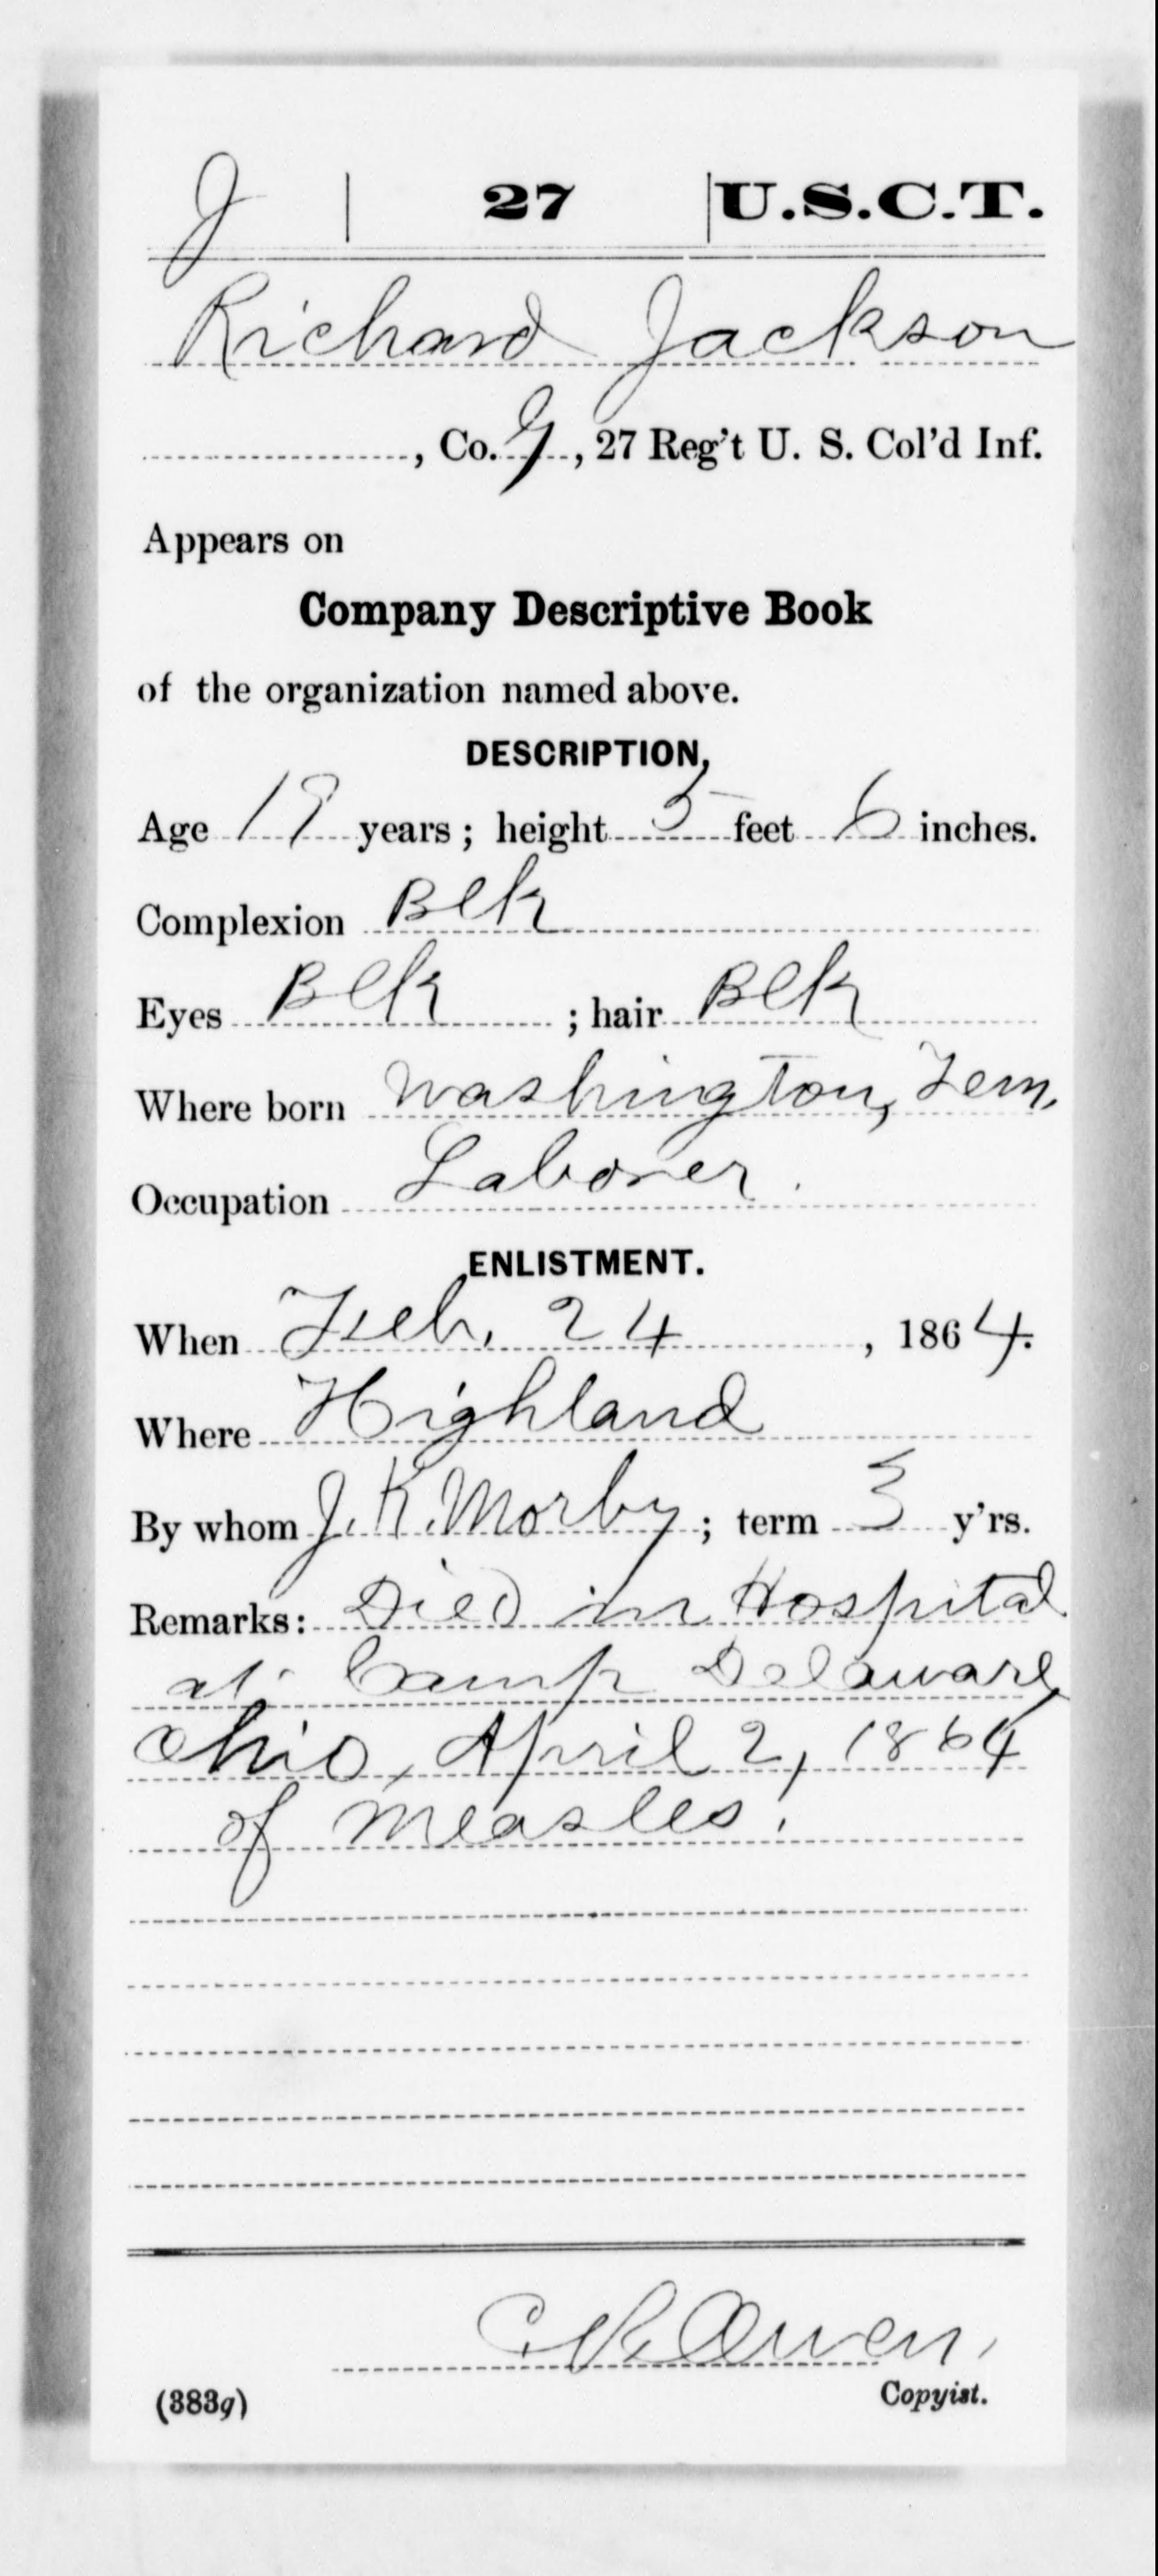 J | 27 | U.S.C.T.
Richard Jackson
, Co. G, 27 Reg't U. S. Col'd Inf.
Appears on
Company Descriptive Book
of the organization named above.
DESCRIPTION.
Age 19 years; height 5 feet 6 inches.
Complexion Blk
Eyes Blk ; hair Blk
Where born Washington, Tenn.
Occupation Laborer.
ENLISTMENT.
When Feb. 24, 1864.
Where Highland
By whom J. K. Morby; term 3 y'rs.
Remarks: Died in Hospital
at Camp Delaware,
Ohio, April 2, 1864
of measles.
Owen,
(383g) Copyist.